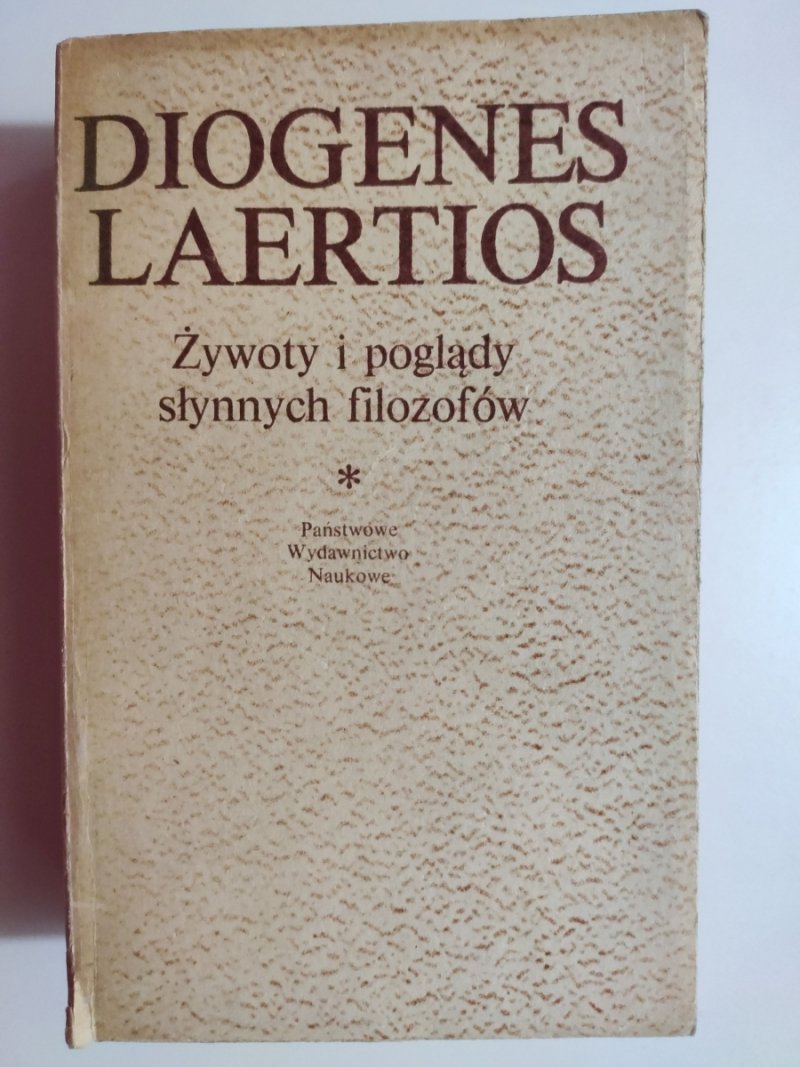 DIOGENES
LAERTIOS
Żywoty i poglądy
słynnych filozofów
*
Państwowe
Wydawnictwo
Naukowe